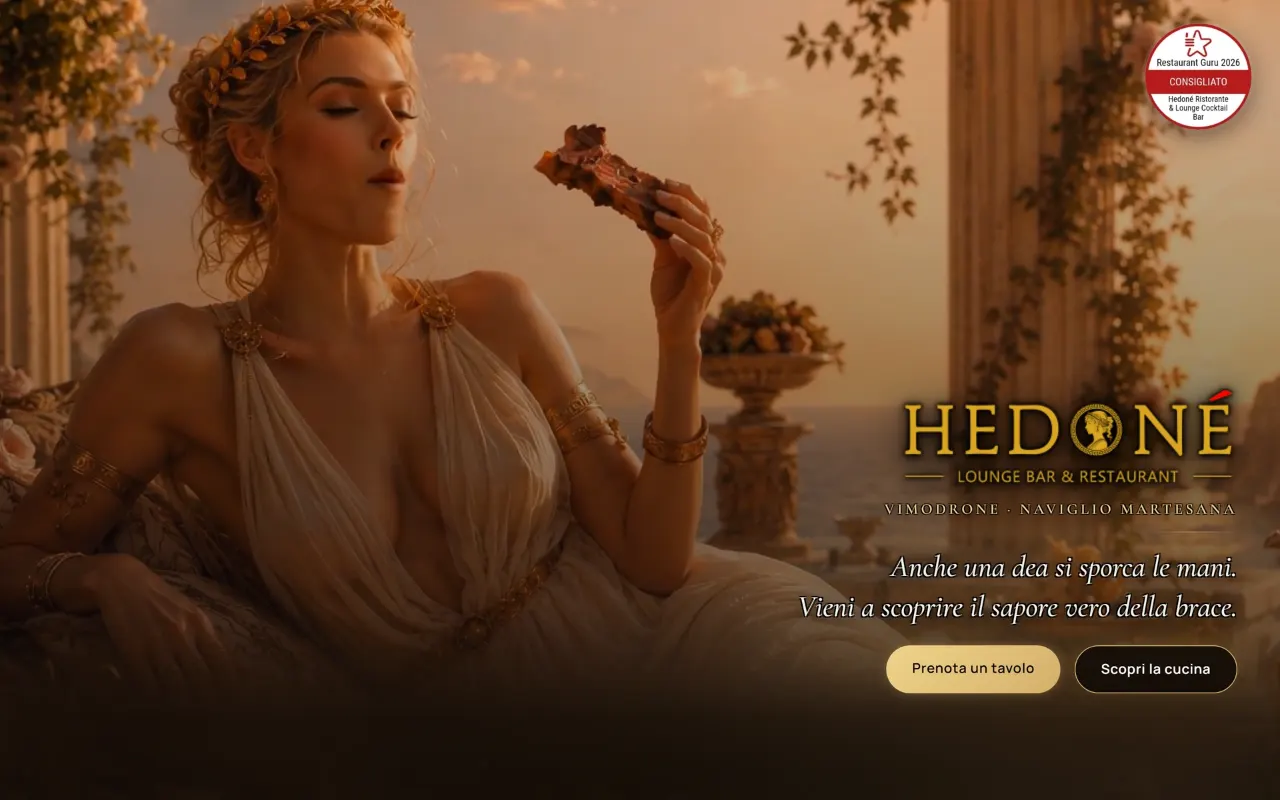 Restaurant Guru 2026
CONSIGLIATO
Hedoné Ristorante
& Lounge Cocktail
Bar
HEDONÉ
LOUNGE BAR & RESTAURANT
VIMODRONE · NAVIGLIO MARTESANA
Anche una dea si sporca le mani.
Vieni a scoprire il sapore vero della brace.
Prenota un tavolo
Scopri la cucina